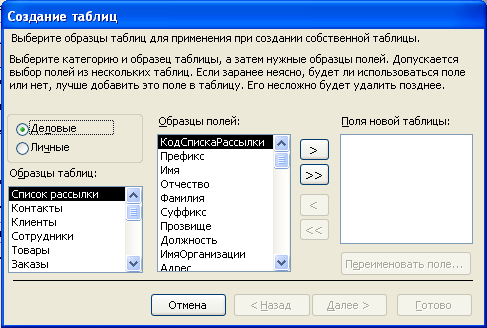 Создание таблиц
Выберите образцы таблиц для применения при создании собственной таблицы.
Выберите категорию и образец таблицы, а затем нужные образцы полей. Допускается
выбор полей из нескольких таблиц. Если заранее неясно, будет ли использоваться поле
или нет, лучше добавить это поле в таблицу. Его несложно будет удалить позднее.
Деловые
Личные
Образцы таблиц:
Список рассылки
Контакты
Клиенты
Сотрудники
Товары
Заказы
Образцы полей:
КодСпискаРассылки
Префикс
Имя
Отчество
Фамилия
Суффикс
Прозвище
Должность
ИмяОрганизации
Адрес
>
>>
<
<<
Поля новой таблицы:
Переименовать поле...
Отмена
< Назад
Далее >
Готово